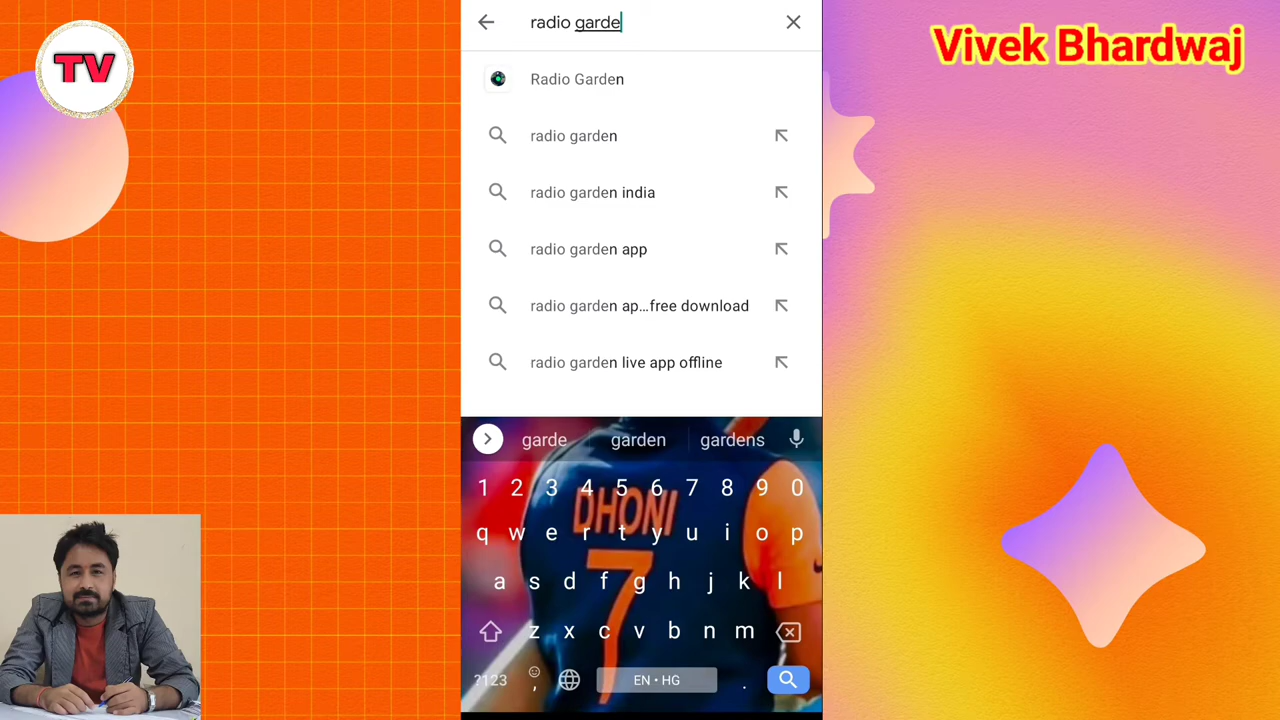 TV
Vivek Bhardwaj
radio garde
Radio Garden
radio garden
radio garden india
radio garden app
radio garden ap...free download
radio garden live app offline
garde garden gardens
1 2 3 4 5 6 7 8 9 0
DHONI
q w e r t y u i o p
7
a s d f g h j k l
z x c v b n m
?123 , EN • HG .